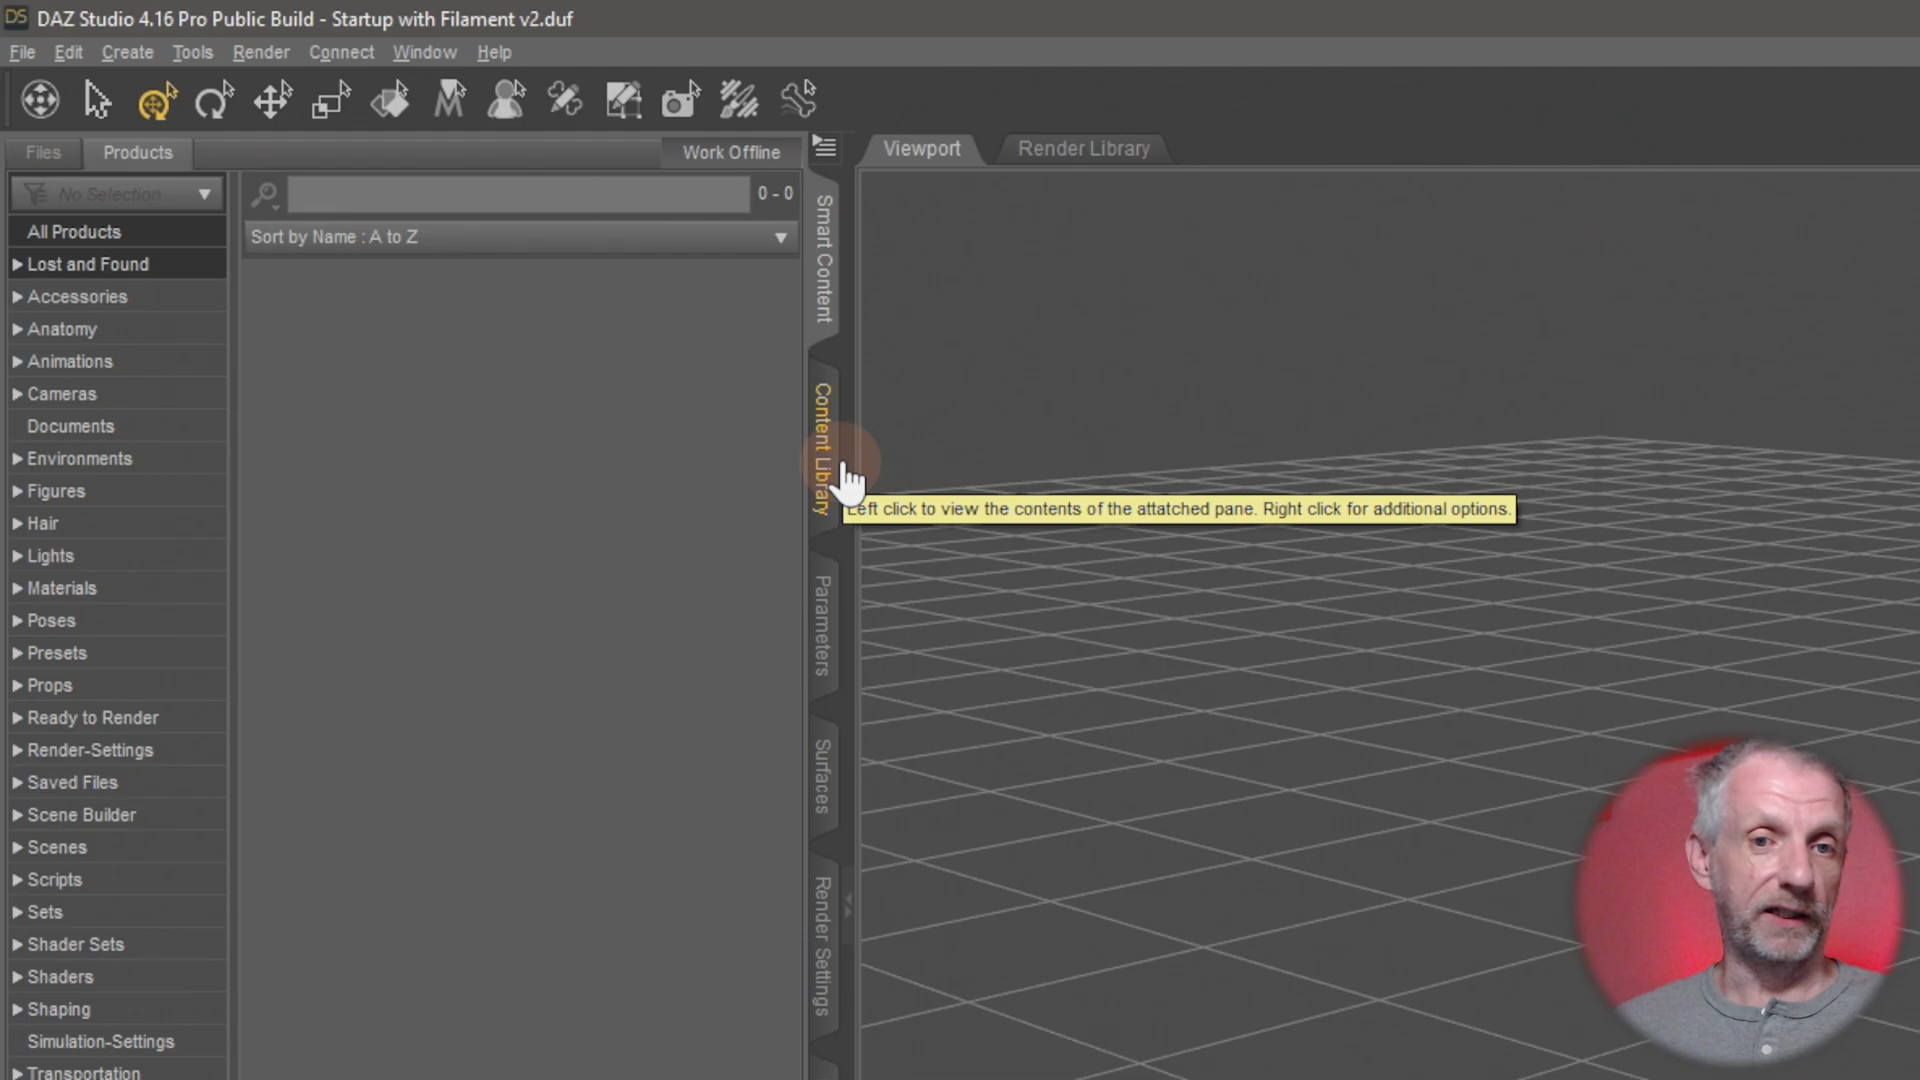 DS DAZ Studio 4.16 Pro Public Build - Startup with Filament v2.duf
File Edit Create Tools Render Connect Window Help
Files Products Work Offline
Viewport Render Library
No Selection
0 - 0
All Products
Sort by Name : A to Z
Lost and Found
Accessories
Anatomy
Animations
Cameras
Documents
Environments
Figures
Hair
Lights
Materials
Poses
Presets
Props
Ready to Render
Render-Settings
Saved Files
Scene Builder
Scenes
Scripts
Sets
Shader Sets
Shaders
Shaping
Simulation-Settings
Transportation
Smart Content
Content Library
Parameters
Surfaces
Render Settings
Left click to view the contents of the attatched pane. Right click for additional options.